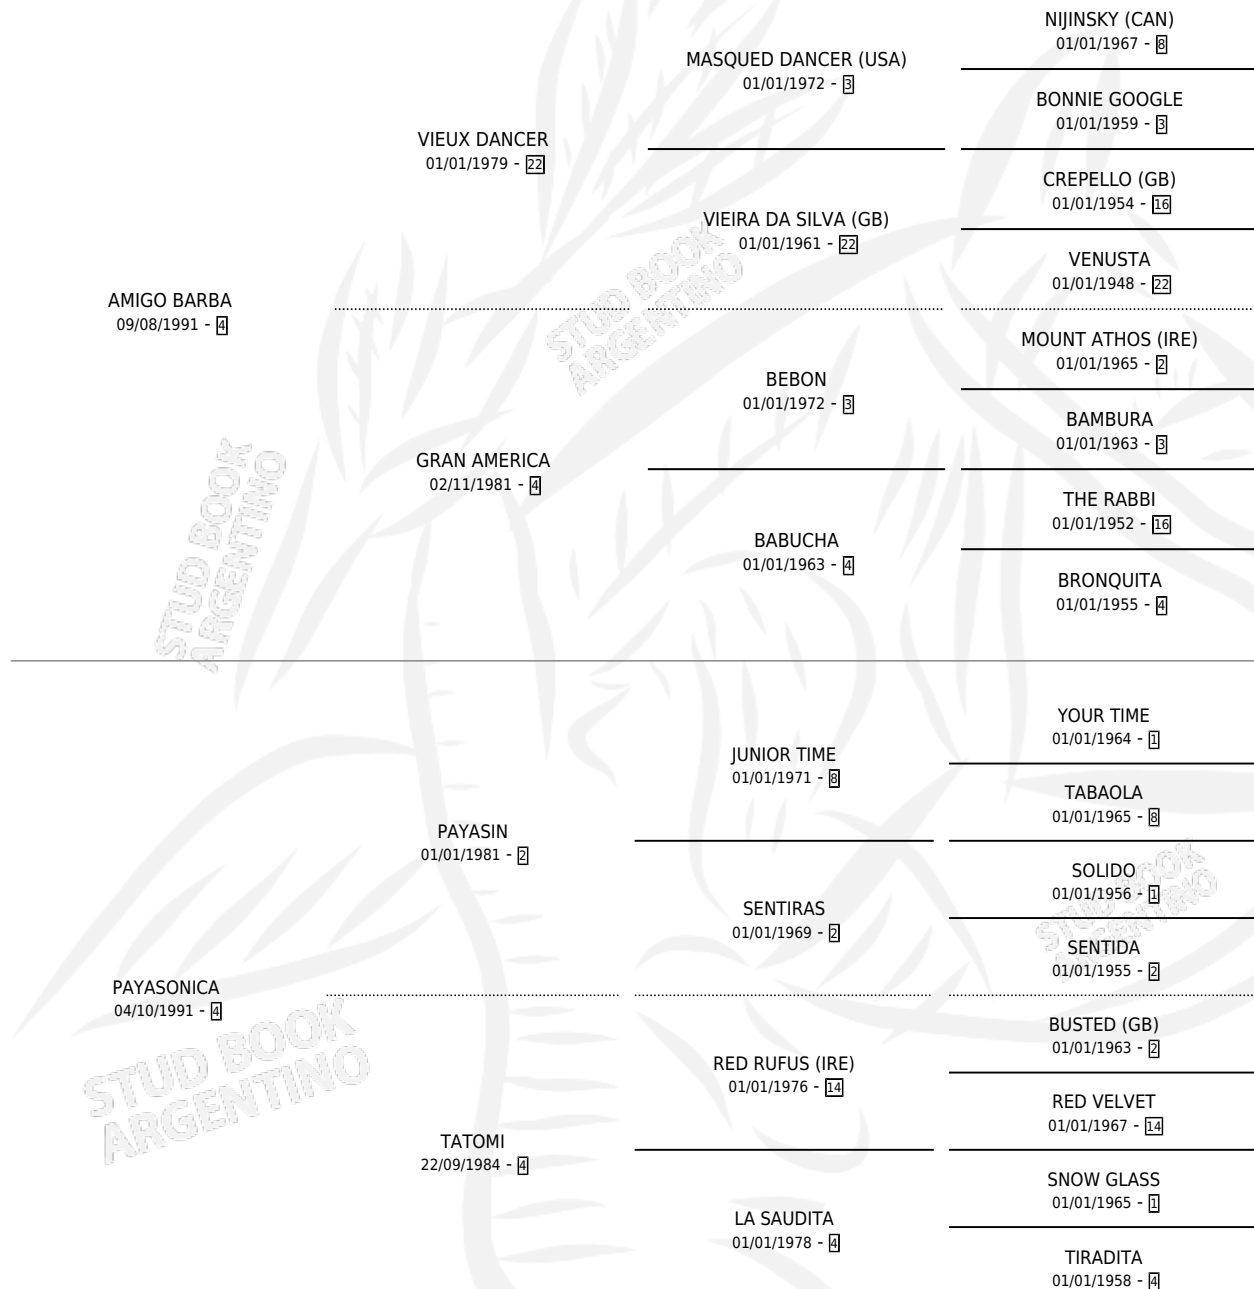 NIJINSKY (CAN)
01/01/1967 - 8
MASQUED DANCER (USA)
01/01/1972 - 3
BONNIE GOOGLE
01/01/1959 - 3
VIEUX DANCER
01/01/1979 - 22
CREPELLO (GB)
01/01/1954 - 16
VIEIRA DA SILVA (GB)
01/01/1961 - 22
VENUSTA
01/01/1948 - 22
AMIGO BARBA
09/08/1991 - 4
MOUNT ATHOS (IRE)
01/01/1965 - 2
BEBON
01/01/1972 - 3
BAMBURA
01/01/1963 - 3
GRAN AMERICA
02/11/1981 - 4
THE RABBI
01/01/1952 - 16
BABUCHA
01/01/1963 - 4
BRONQUITA
01/01/1955 - 4
YOUR TIME
01/01/1964 - 1
JUNIOR TIME
01/01/1971 - 8
TABAOLA
01/01/1965 - 8
PAYASIN
01/01/1981 - 2
SOLIDO
01/01/1956 - 1
SENTIRAS
01/01/1969 - 2
SENTIDA
01/01/1955 - 2
PAYASONICA
04/10/1991 - 4
BUSTED (GB)
01/01/1963 - 2
RED RUFUS (IRE)
01/01/1976 - 14
RED VELVET
01/01/1967 - 14
TATOMI
22/09/1984 - 4
SNOW GLASS
01/01/1965 - 1
LA SAUDITA
01/01/1978 - 4
TIRADITA
01/01/1958 - 4
STUD BOOK
ARGENTINO
STUD BOOK
ARGENTINO
STUD BOOK
ARGENTINO
STUD BOOK
ARGENTINO